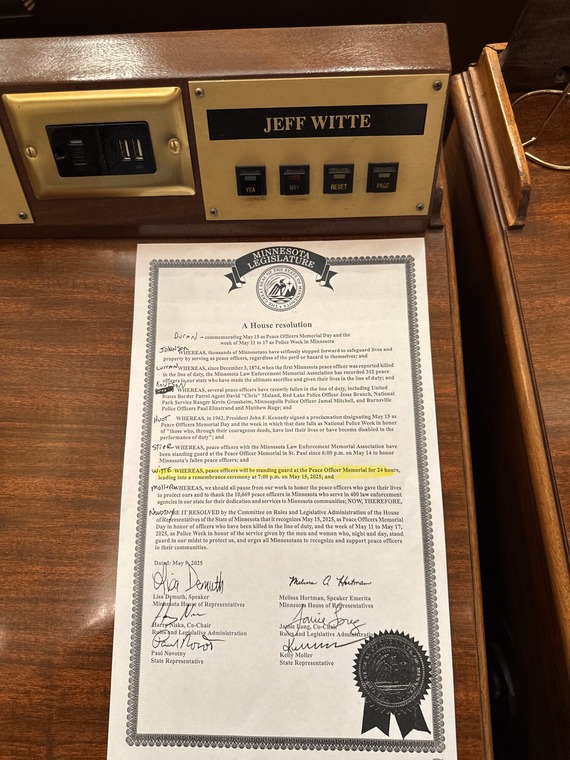 JEFF WITTE
YEA NAY RESET PAGE
MINNESOTA
LEGISLATURE
A House resolution
DURAN – commemorating May 15 as Peace Officers Memorial Day and the
week of May 11 to 17 as Police Week in Minnesota
JOHNSON
WHEREAS, thousands of Minnesotans have selflessly stepped forward to safeguard lives and
property by serving as peace officers, regardless of the peril or hazard to themselves; and
WHEREAS, since December 3, 1874, when the first Minnesota peace officer was reported killed
in the line of duty, the Minnesota Law Enforcement Memorial Association has recorded 312 peace
officers in our state who have made the ultimate sacrifice and given their lives in the line of duty; and
WHEREAS, several peace officers have recently fallen in the line of duty, including United
States Border Patrol Agent David "Chris" Maland, Red Lake Police Officer Jesse Branch, National
Park Service Ranger Kevin Grossheim, Minneapolis Police Officer Jamal Mitchell, and Burnsville
Police Officers Paul Elmstrand and Matthew Ruge; and
HUOT WHEREAS, in 1962, President John F. Kennedy signed a proclamation designating May 15 as
Peace Officers Memorial Day and the week in which that date falls as National Police Week in honor
of "those who, through their courageous deeds, have lost their lives or have become disabled in the
performance of duty"; and
STIER WHEREAS, peace officers with the Minnesota Law Enforcement Memorial Association have
been standing guard at the Peace Officer Memorial in St. Paul since 6:00 p.m. on May 14 to honor
Minnesota's fallen peace officers; and
WITTE WHEREAS, peace officers will be standing guard at the Peace Officer Memorial for 24 hours,
leading into a remembrance ceremony at 7:00 p.m. on May 15, 2025; and
MOLLER WHEREAS, we should all pause from our work to honor the peace officers who gave their lives
to protect ours and to thank the 10,669 peace officers in Minnesota who serve in 400 law enforcement
agencies in our state for their dedication and services to Minnesota communities; NOW, THEREFORE,
NOVOTNY BE IT RESOLVED by the Committee on Rules and Legislative Administration of the House
of Representatives of the State of Minnesota that it recognizes May 15, 2025, as Peace Officers Memorial
Day in honor of officers who have been killed in the line of duty, and the week of May 11 to May 17,
2025, as Police Week in honor of the service given by the men and women who, night and day, stand
guard in our midst to protect us, and urges all Minnesotans to recognize and support peace officers
in their communities.
Dated: May 9, 2025
Lisa Demuth Melissa A. Hortman
Lisa Demuth, Speaker Melissa Hortman, Speaker Emerita
Minnesota House of Representatives Minnesota House of Representatives
Jamie Long
Harry Niska, Co-Chair Jamie Long, Co-Chair
Rules and Legislative Administration Rules and Legislative Administration
Paul Novotny Kelly Moller
State Representative State Representative